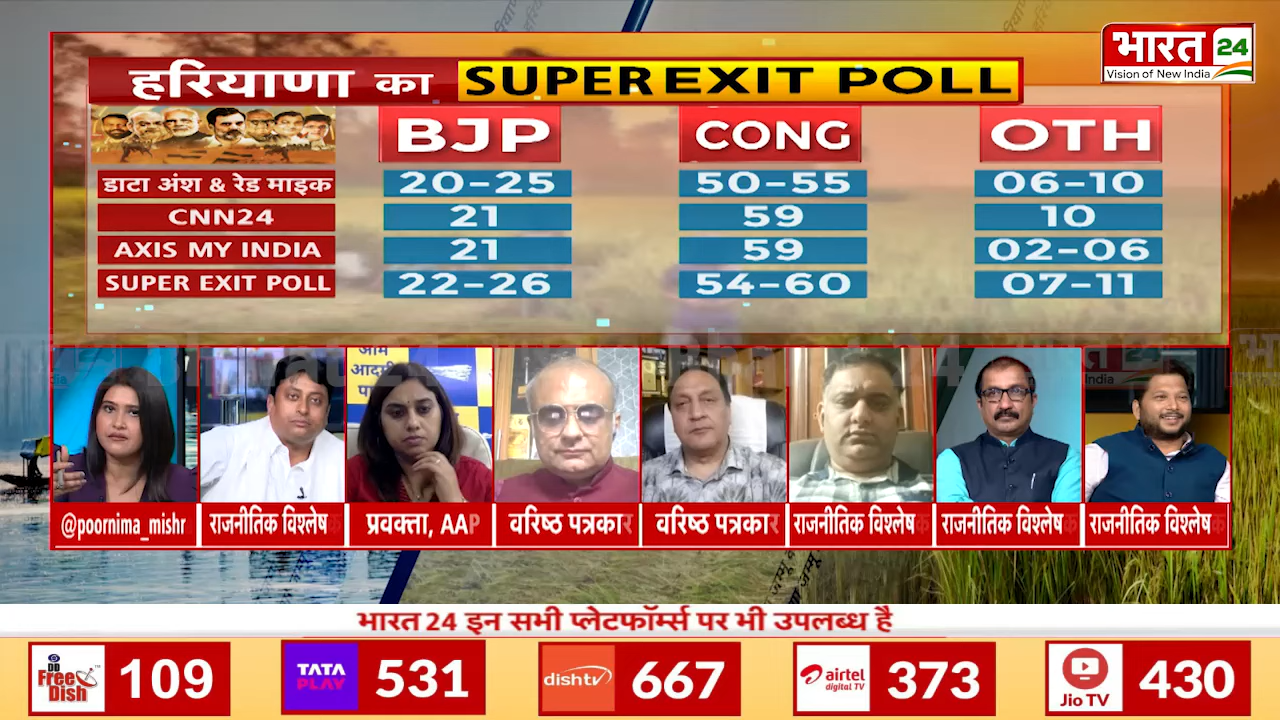 भारत 24
Vision of New India
हरियाणा का SUPER EXIT POLL
BJP CONG OTH
डाटा अंश & रेड माइक 20-25 50-55 06-10
CNN24 21 59 10
AXIS MY INDIA 21 59 02-06
SUPER EXIT POLL 22-26 54-60 07-11
आम
आदमी
@poornima_mishr राजनीतिक विश्लेष प्रवक्ता, AAP वरिष्ठ पत्रकार वरिष्ठ पत्रकार राजनीतिक विश्लेष राजनीतिक विश्लेष राजनीतिक विश्लेष
भारत 24 इन सभी प्लेटफॉर्म्स पर भी उपलब्ध है
DD Free Dish 109 TATA PLAY 531 dishtv 667 airtel digital TV 373 Jio TV 430